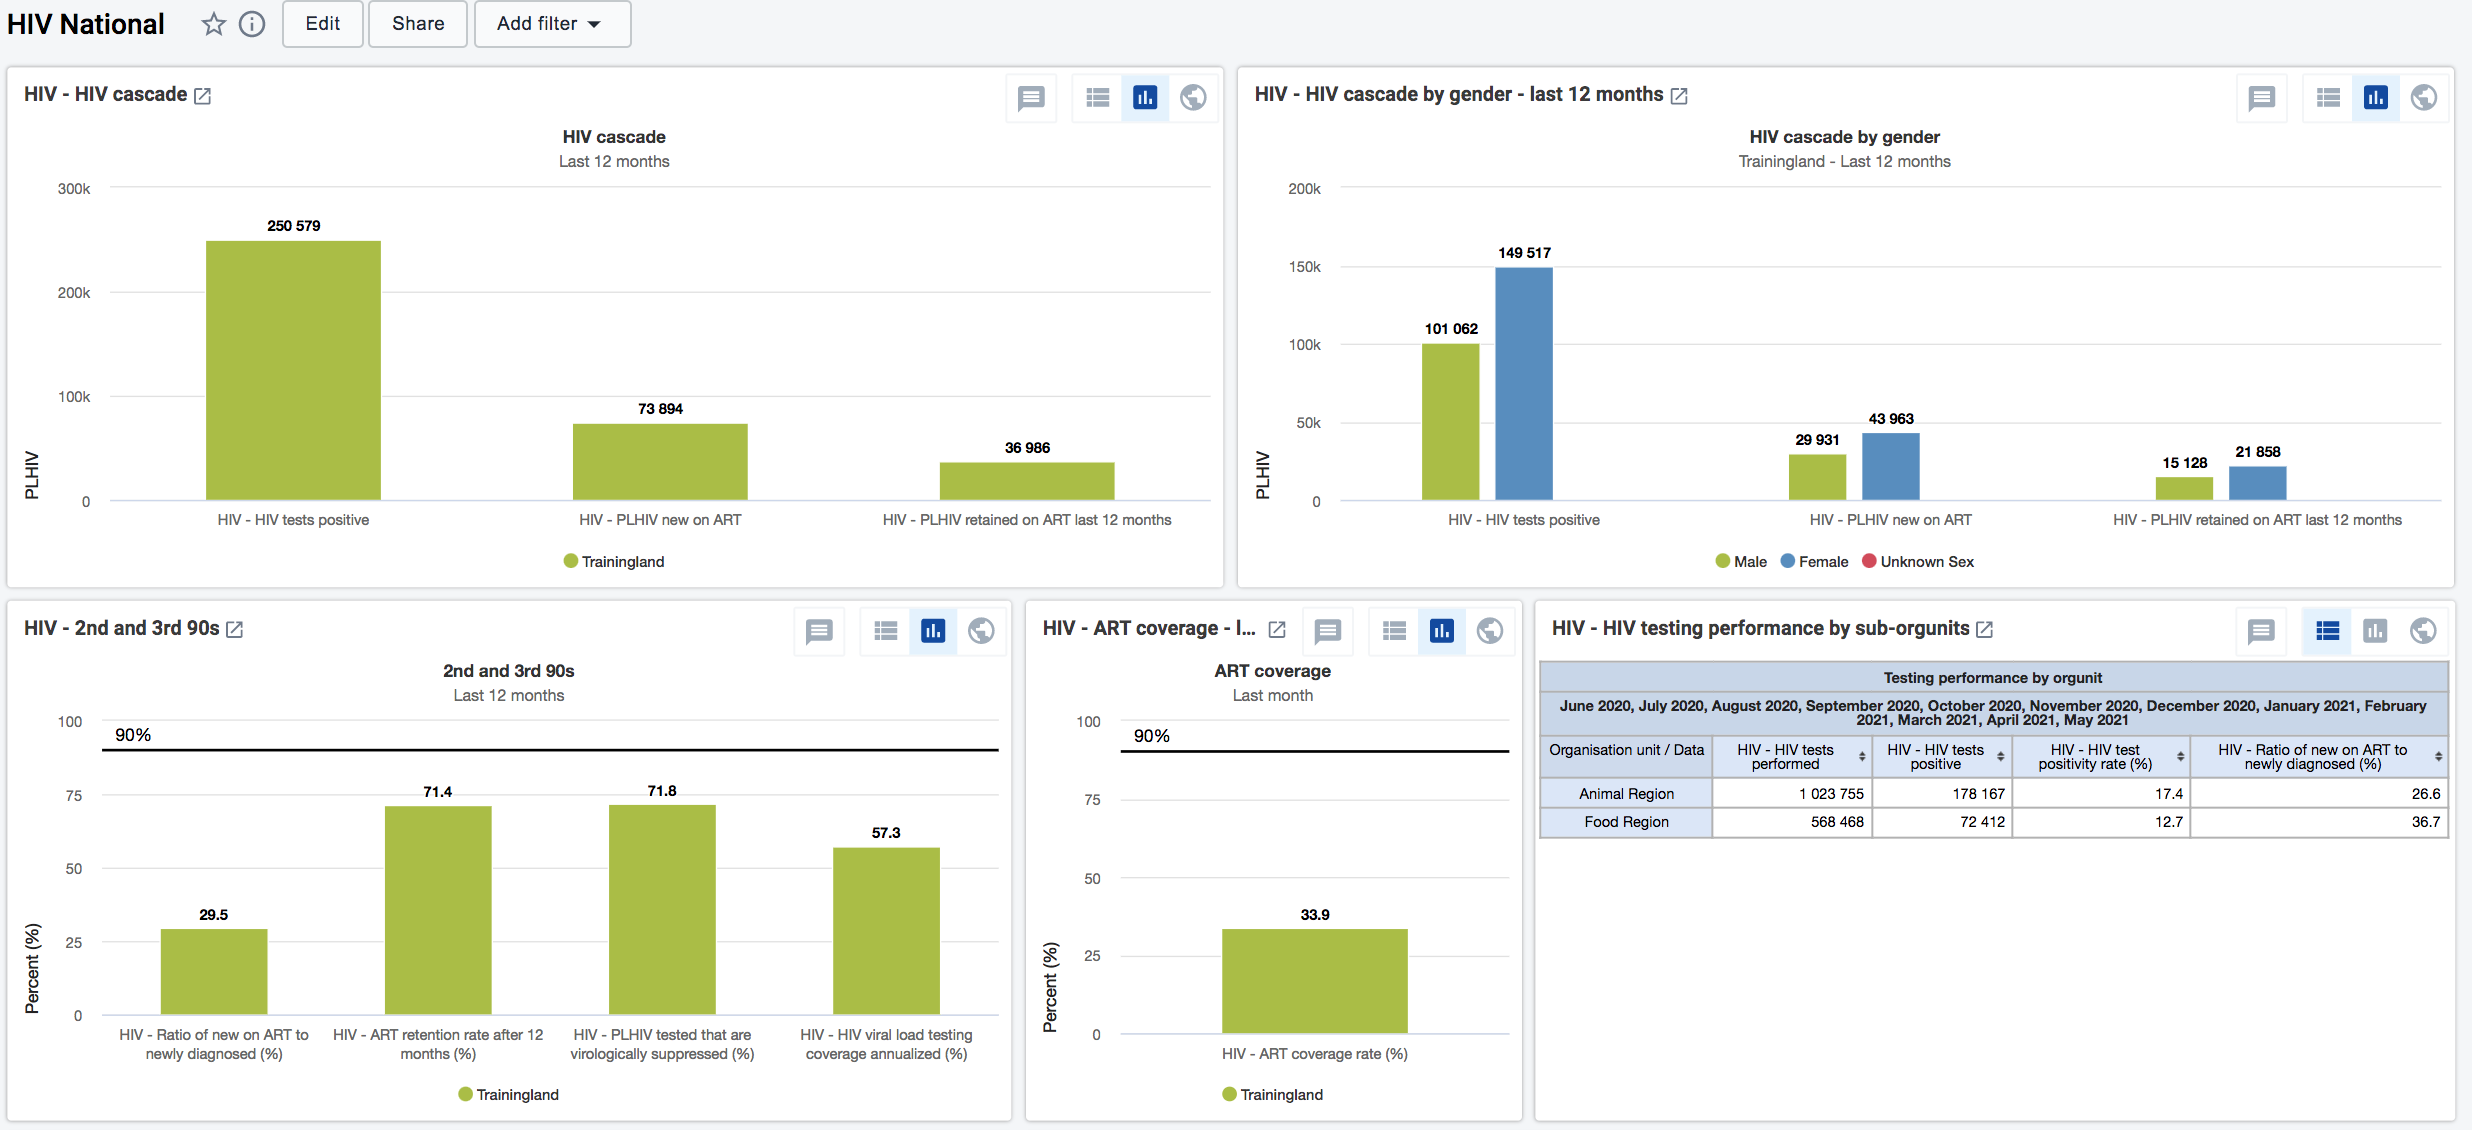 HIV National
Edit
Share
Add filter
HIV - HIV cascade
HIV cascade
Last 12 months
300k
200k
100k
0
PLHIV
250 579
73 894
36 986
HIV - HIV tests positive
HIV - PLHIV new on ART
HIV - PLHIV retained on ART last 12 months
Trainingland
HIV - HIV cascade by gender - last 12 months
HIV cascade by gender
Trainingland - Last 12 months
200k
150k
100k
50k
0
PLHIV
101 062
149 517
29 931
43 963
15 128
21 858
HIV - HIV tests positive
HIV - PLHIV new on ART
HIV - PLHIV retained on ART last 12 months
Male
Female
Unknown Sex
HIV - 2nd and 3rd 90s
2nd and 3rd 90s
Last 12 months
100
75
50
25
0
Percent (%)
90%
29.5
71.4
71.8
57.3
HIV - Ratio of new on ART to
newly diagnosed (%)
HIV - ART retention rate after 12
months (%)
HIV - PLHIV tested that are
virologically suppressed (%)
HIV - HIV viral load testing
coverage annualized (%)
Trainingland
HIV - ART coverage - l...
ART coverage
Last month
100
75
50
25
0
Percent (%)
90%
33.9
HIV - ART coverage rate (%)
Trainingland
HIV - HIV testing performance by sub-orgunits
Testing performance by orgunit
June 2020, July 2020, August 2020, September 2020, October 2020, November 2020, December 2020, January 2021, February
2021, March 2021, April 2021, May 2021
Organisation unit / Data
HIV - HIV tests
performed
HIV - HIV tests
positive
HIV - HIV test
positivity rate (%)
HIV - Ratio of new on ART to
newly diagnosed (%)
Animal Region 1 023 755 178 167 17.4 26.6
Food Region 568 468 72 412 12.7 36.7